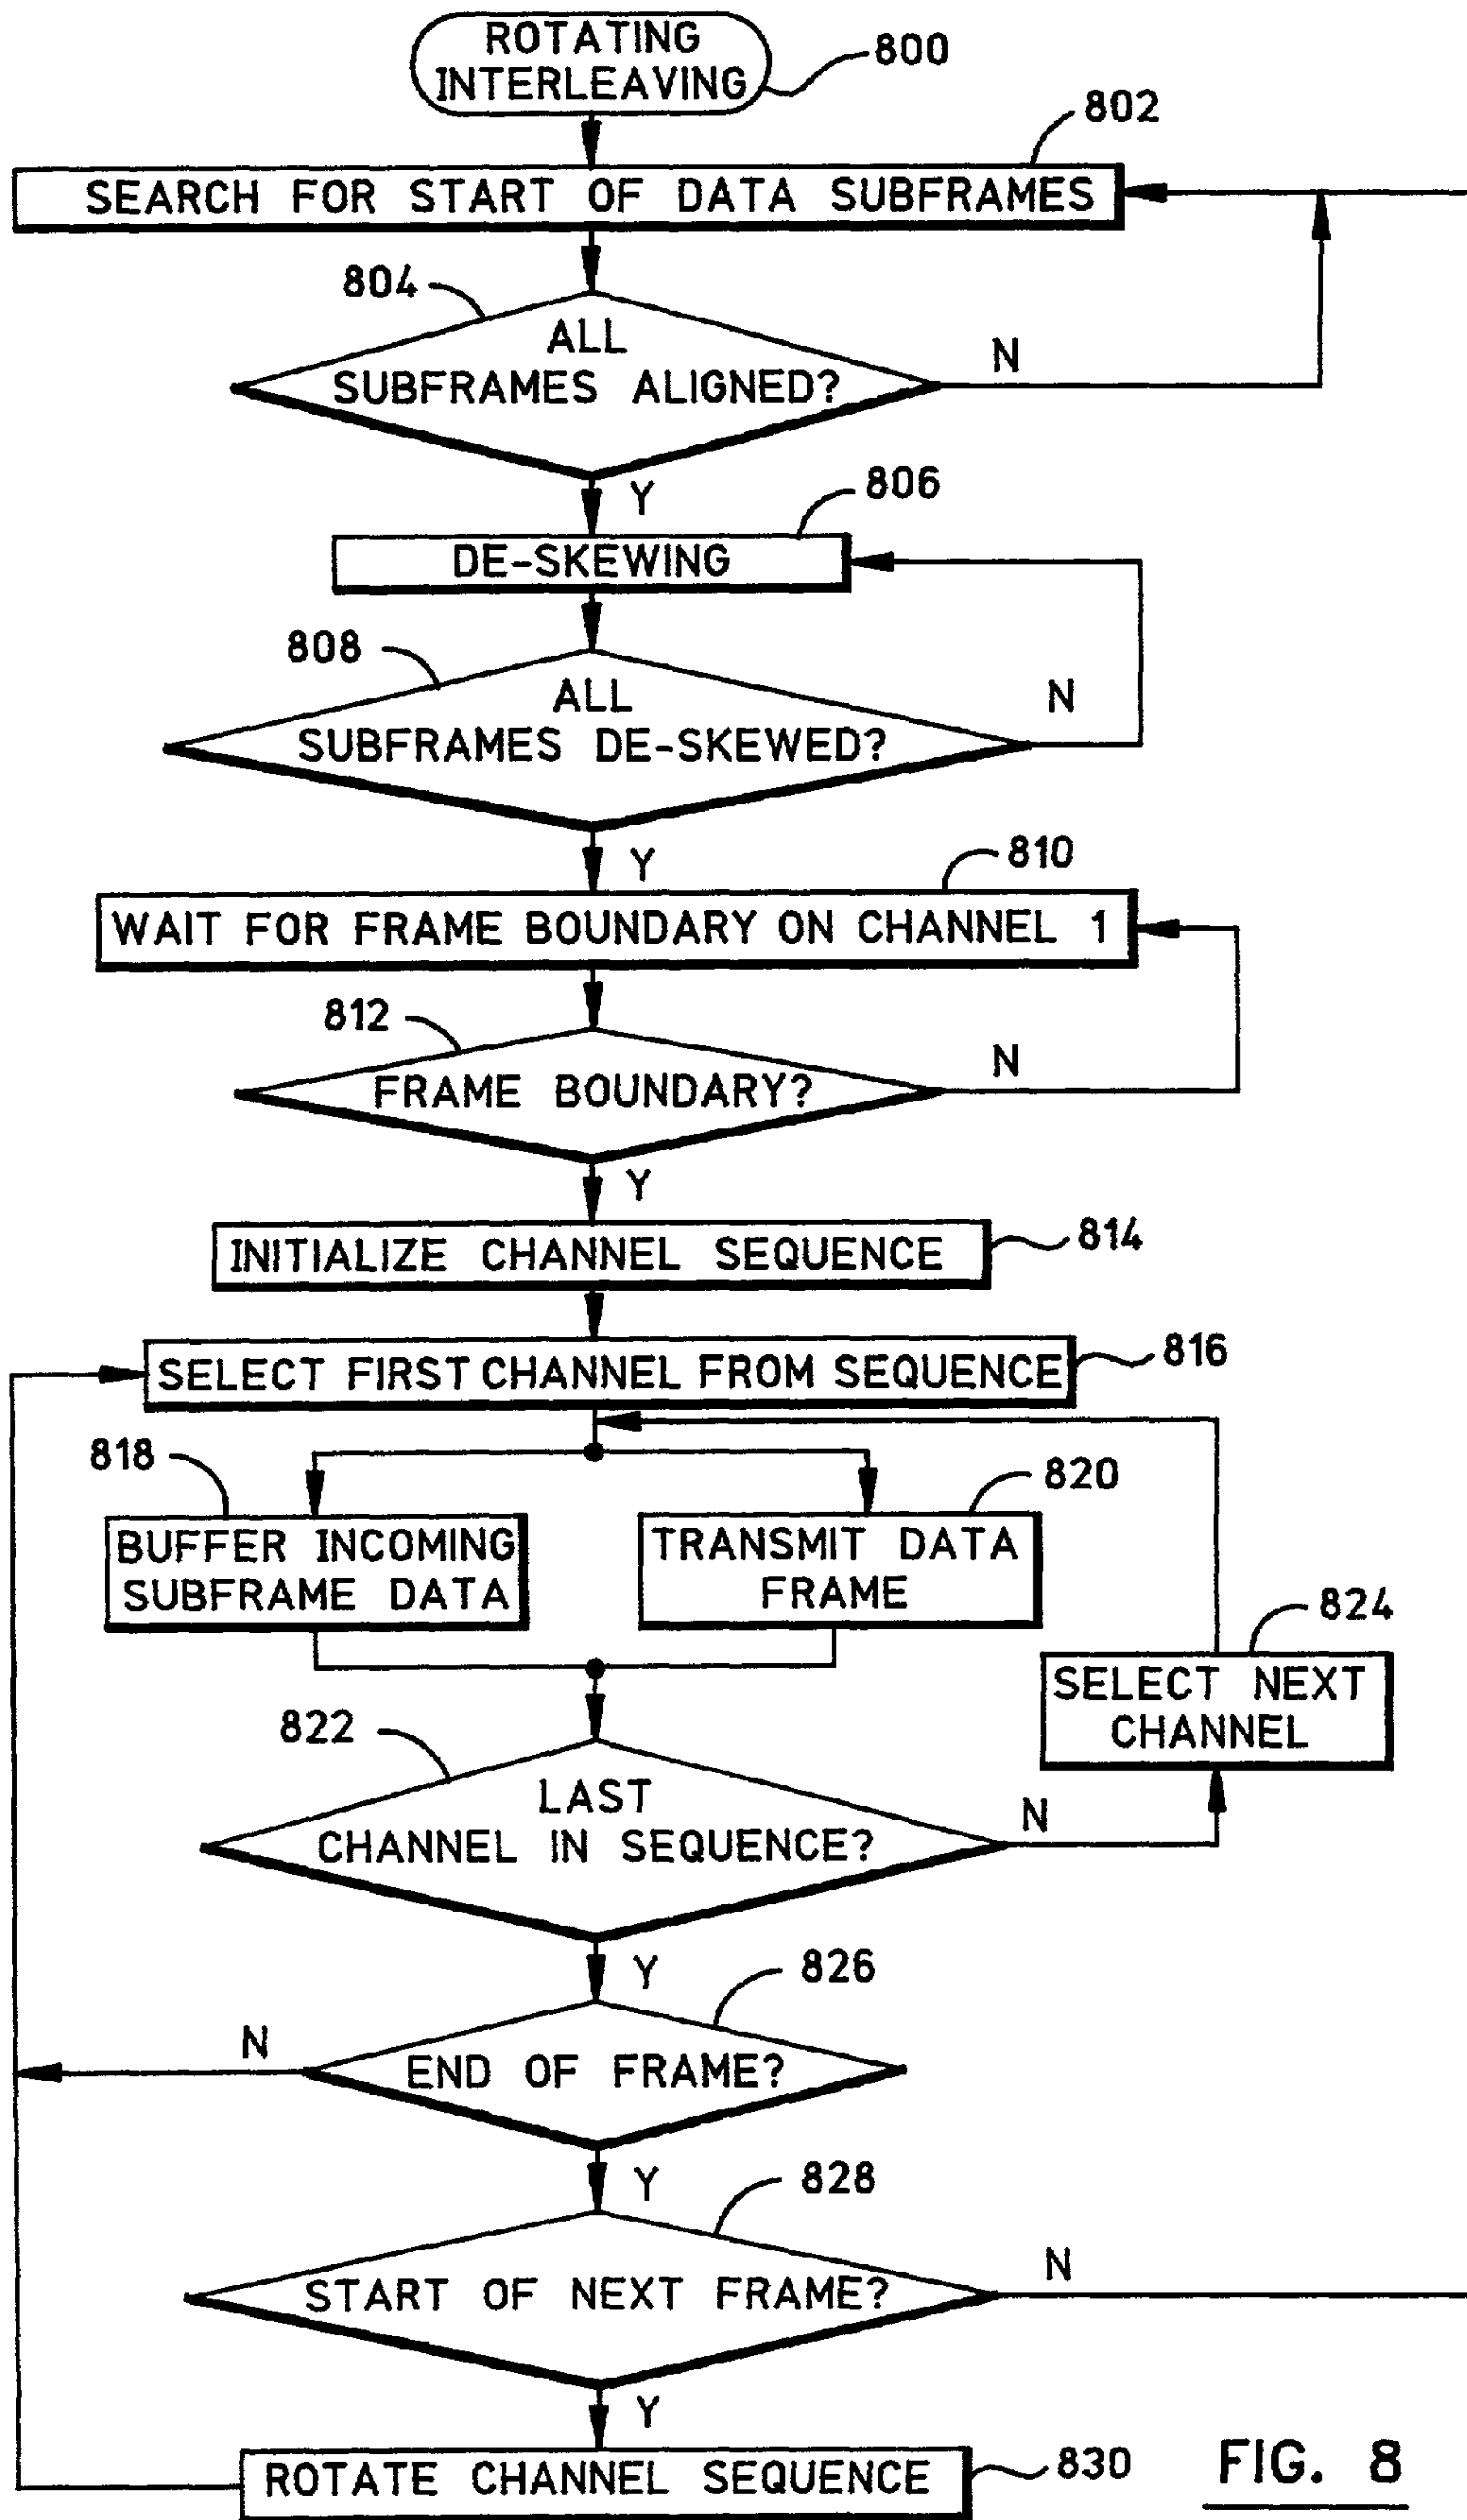 ROTATING
INTERLEAVING
800
802
SEARCH FOR START OF DATA SUBFRAMES
804
ALL
SUBFRAMES ALIGNED?
N
Y
806
DE-SKEWING
808
ALL
SUBFRAMES DE-SKEWED?
N
Y
810
WAIT FOR FRAME BOUNDARY ON CHANNEL 1
812
FRAME BOUNDARY?
N
Y
INITIALIZE CHANNEL SEQUENCE
814
SELECT FIRST CHANNEL FROM SEQUENCE
816
818
BUFFER INCOMING
SUBFRAME DATA
820
TRANSMIT DATA
FRAME
824
SELECT NEXT
CHANNEL
822
LAST
CHANNEL IN SEQUENCE?
N
Y
826
N
END OF FRAME?
Y
828
START OF NEXT FRAME?
N
Y
ROTATE CHANNEL SEQUENCE
830
FIG. 8